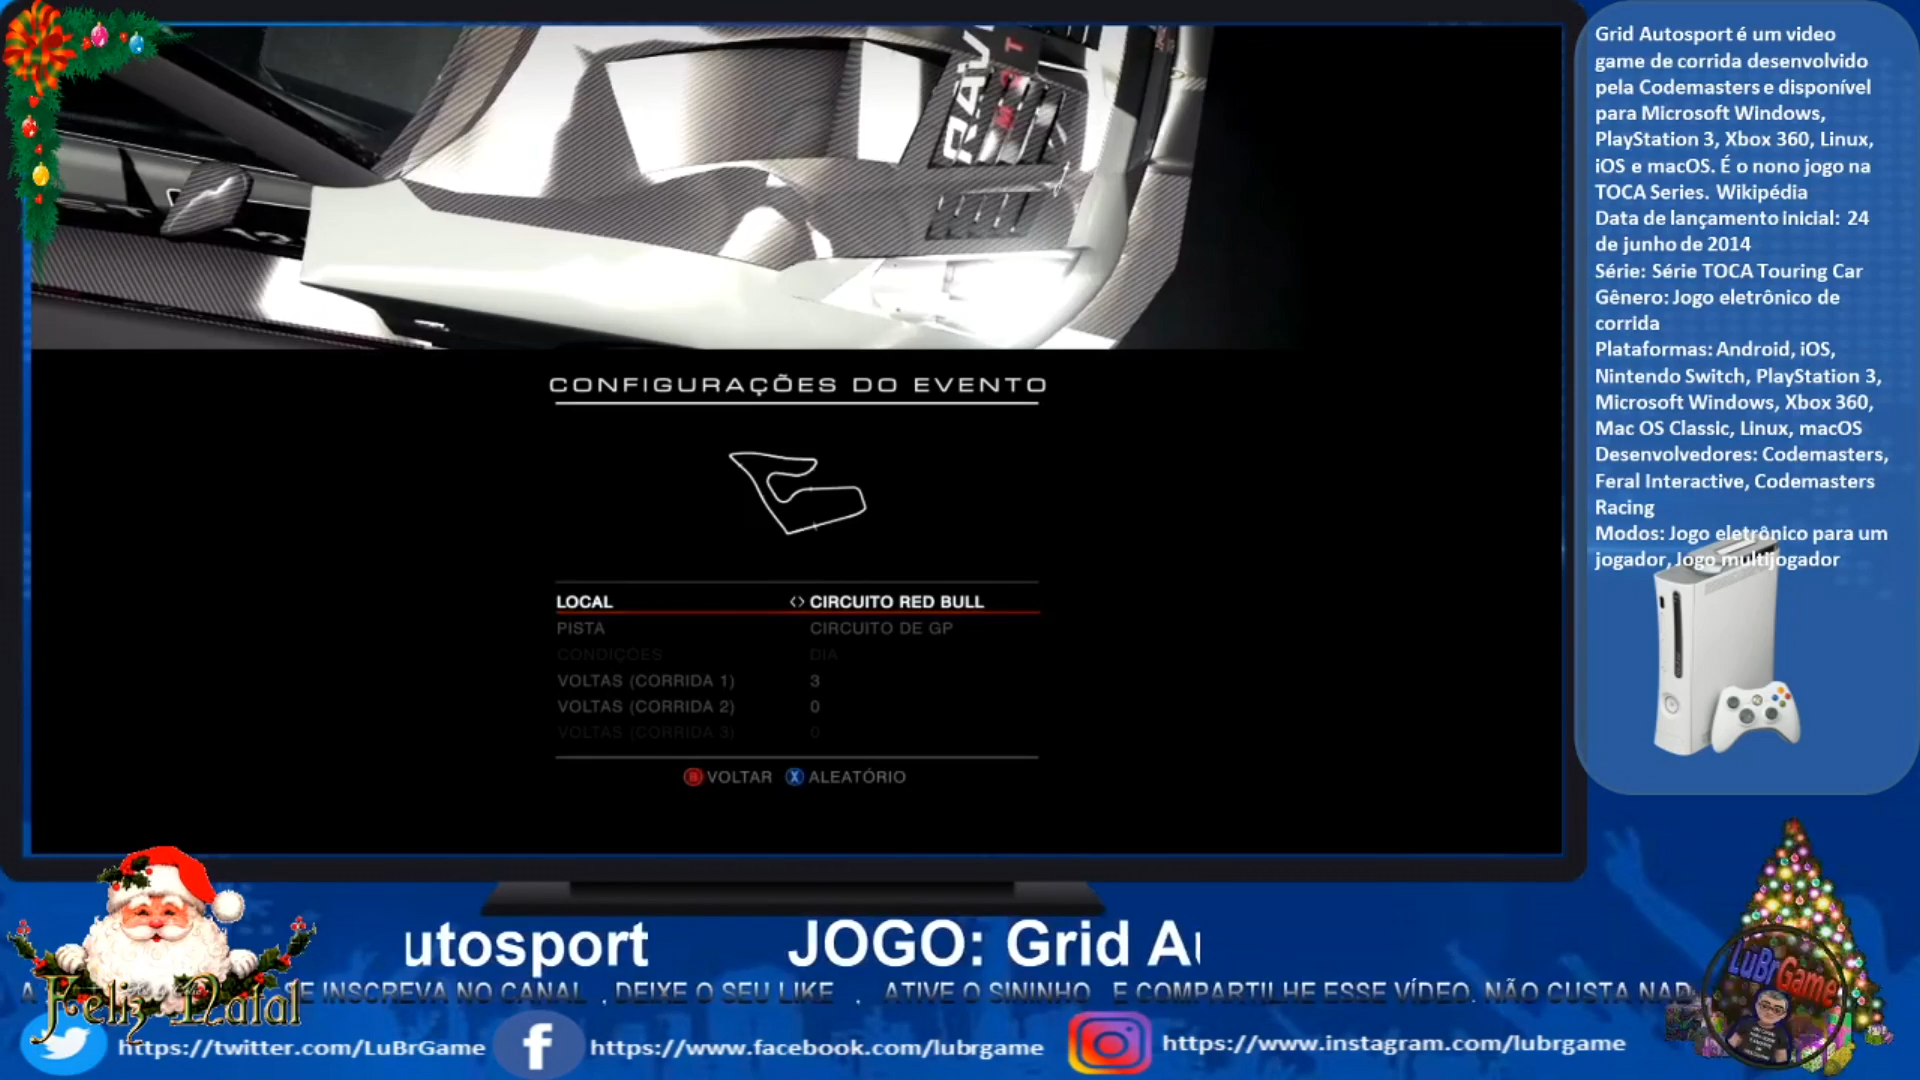 RAV
CONFIGURAÇÕES DO EVENTO
LOCAL <> CIRCUITO RED BULL
PISTA CIRCUITO DE GP
CONDIÇÕES DIA
VOLTAS (CORRIDA 1) 3
VOLTAS (CORRIDA 2) 0
VOLTAS (CORRIDA 3) 0
B VOLTAR X ALEATÓRIO
Grid Autosport é um video
game de corrida desenvolvido
pela Codemasters e disponível
para Microsoft Windows,
PlayStation 3, Xbox 360, Linux,
iOS e macOS. É o nono jogo na
TOCA Series. Wikipédia
Data de lançamento inicial: 24
de junho de 2014
Série: Série TOCA Touring Car
Gênero: Jogo eletrônico de
corrida
Plataformas: Android, iOS,
Nintendo Switch, PlayStation 3,
Microsoft Windows, Xbox 360,
Mac OS Classic, Linux, macOS
Desenvolvedores: Codemasters,
Feral Interactive, Codemasters
Racing
Modos: Jogo eletrônico para um
jogador, Jogo multijogador
utosport JOGO: Grid Au
A SE INSCREVA NO CANAL , DEIXE O SEU LIKE , ATIVE O SININHO E COMPARTILHE ESSE VÍDEO. NÃO CUSTA NAD
Feliz Natal
https://twitter.com/LuBrGame
https://www.facebook.com/lubrgame
https://www.instagram.com/lubrgame
LuBrGame